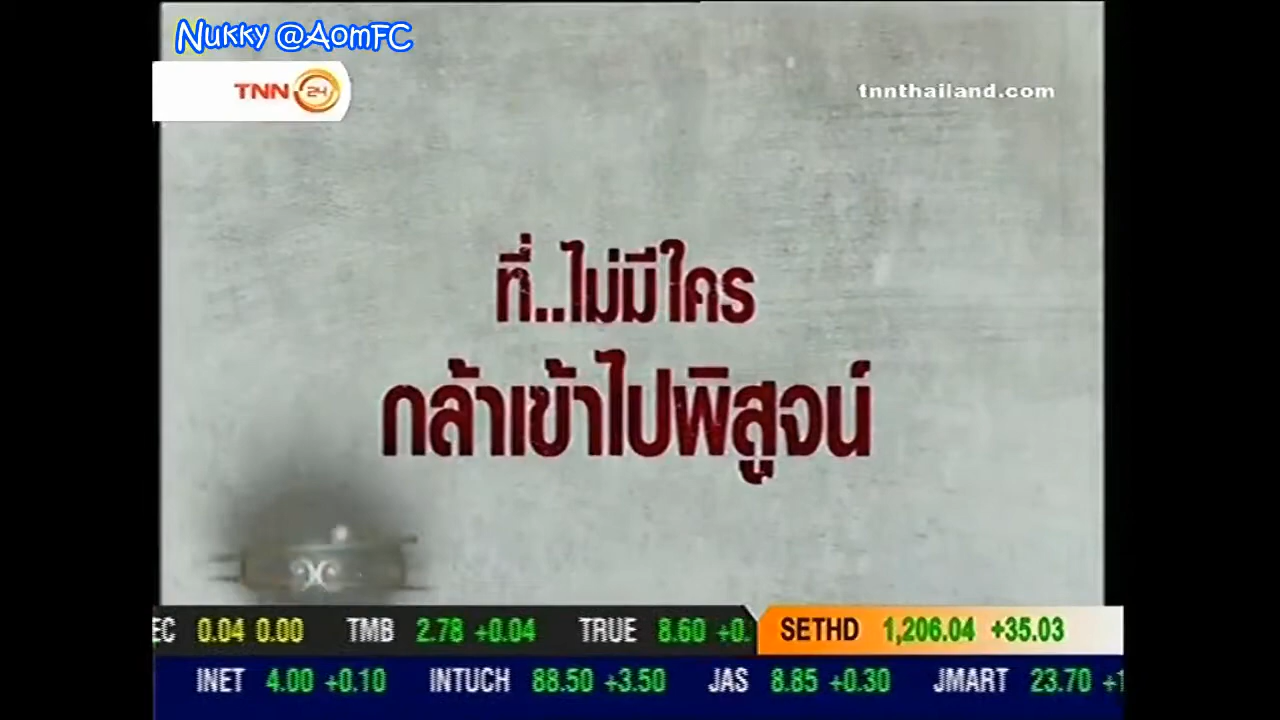 Nukky @AomFC
TNN 24
tnnthailand.com
ที่..ไม่มีใคร
กล้าเข้าไปพิสูจน์
EC 0.04 0.00 TMB 2.78 +0.04 TRUE 8.60 +0. SETHD 1,206.04 +35.03
INET 4.00 +0.10 INTUCH 88.50 +3.50 JAS 8.85 +0.30 JMART 23.70 +1